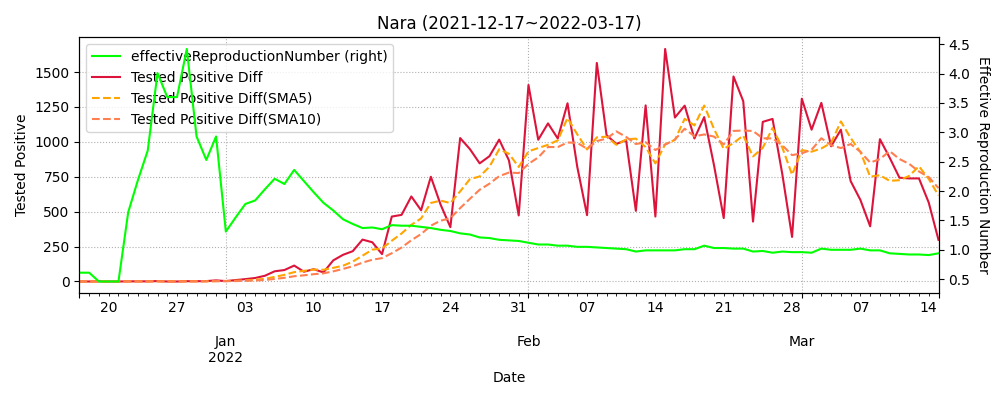 Nara (2021-12-17~2022-03-17)
effectiveReproductionNumber (right)
Tested Positive Diff
Tested Positive Diff(SMA5)
Tested Positive Diff(SMA10)
Tested Positive
1500
1250
1000
750
500
250
0
4.5
4.0
3.5
3.0
2.5
2.0
1.5
1.0
0.5
Effective Reproduction Number
20 27 03 10 17 24 31 07 14 21 28 07 14
Jan Feb Mar
2022
Date